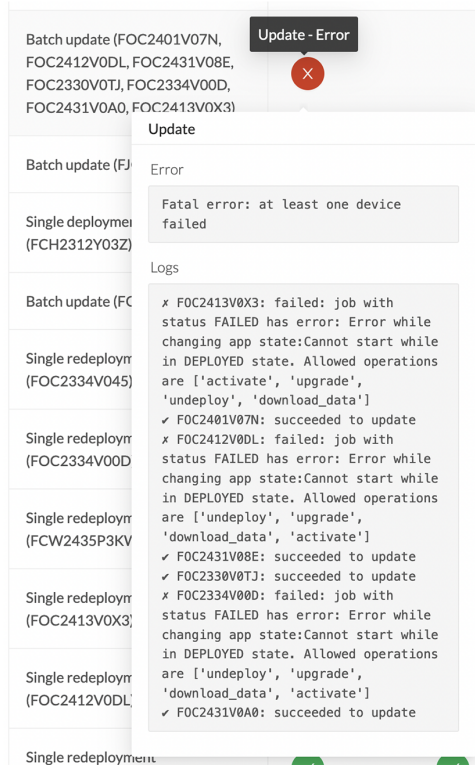 Update - Error
Batch update (FOC2401V07N,
FOC2412V0DL, FOC2431V08E,
FOC2330V0TJ, FOC2334V00D,
FOC2431V0A0, FOC2413V0X3)
X
Update
Error
Fatal error: at least one device
failed
Logs
✗ FOC2413V0X3: failed: job with
status FAILED has error: Error while
changing app state:Cannot start while
in DEPLOYED state. Allowed operations
are ['activate', 'upgrade',
'undeploy', 'download_data']
✔ FOC2401V07N: succeeded to update
✗ FOC2412V0DL: failed: job with
status FAILED has error: Error while
changing app state:Cannot start while
in DEPLOYED state. Allowed operations
are ['undeploy', 'upgrade',
'download_data', 'activate']
✔ FOC2431V08E: succeeded to update
✔ FOC2330V0TJ: succeeded to update
✗ FOC2334V00D: failed: job with
status FAILED has error: Error while
changing app state:Cannot start while
in DEPLOYED state. Allowed operations
are ['undeploy', 'upgrade',
'download_data', 'activate']
✔ FOC2431V0A0: succeeded to update
Batch update (FJ
Single deployme
(FCH2312Y03Z)
Batch update (FC
Single redeploym
(FOC2334V045)
Single redeploym
(FOC2334V00D
Single redeploym
(FCW2435P3KV
Single redeploym
(FOC2413V0X3)
Single redeploym
(FOC2412V0DL)
Single redeployment